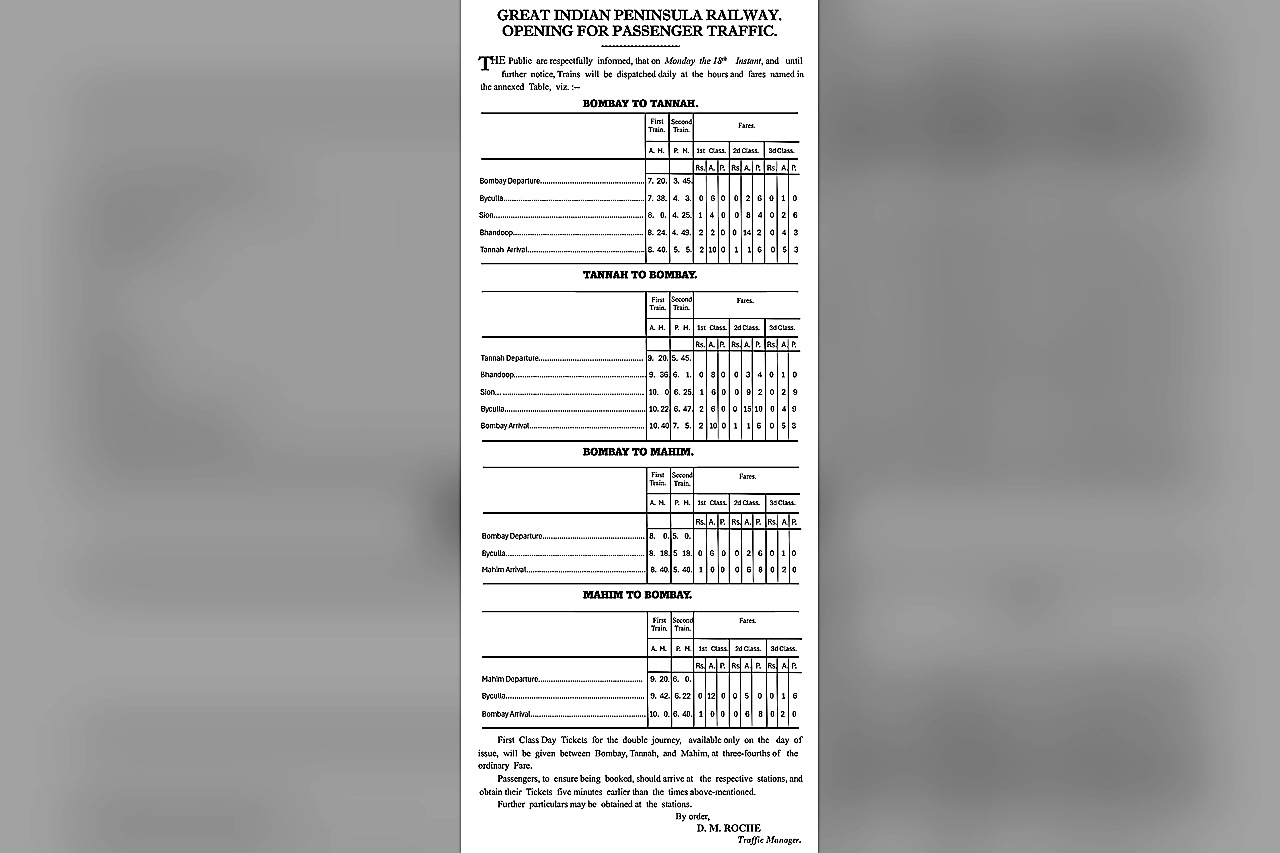 GREAT INDIAN PENINSULA RAILWAY.
OPENING FOR PASSENGER TRAFFIC.
THE Public are respectfully informed, that on Monday the 18th Instant, and until
further notice, Trains will be dispatched daily at the hours and fares named in
the annexed Table, viz. :--
BOMBAY TO TANNAH.
First Train. Second Train. Fares.
A. M. P. M. 1st Class. 2d Class. 3d Class.
Rs. A. P. Rs. A. P. Rs. A. P.
Bombay Departure 7. 20. 3. 45.
Byculla 7. 38. 4. 3. 0 6 0 0 2 6 0 1 0
Sion 8. 0. 4. 25. 1 4 0 0 8 4 0 2 6
Bhandoop 8. 24. 4. 49. 2 2 0 0 14 2 0 4 3
Tannah Arrival 8. 40. 5. 5. 2 10 0 1 1 6 0 5 3
TANNAH TO BOMBAY.
First Train. Second Train. Fares.
A. M. P. M. 1st Class. 2d Class. 3d Class.
Rs. A. P. Rs. A. P. Rs. A. P.
Tannah Departure 9. 20. 5. 45.
Bhandoop 9. 36 6. 1. 0 8 0 0 3 4 0 1 0
Sion 10. 0 6. 25. 1 6 0 0 9 2 0 2 9
Byculla 10. 22 6. 47. 2 6 0 0 15 10 0 4 9
Bombay Arrival 10. 40 7. 5. 2 10 0 1 1 6 0 5 3
BOMBAY TO MAHIM.
First Train. Second Train. Fares.
A. M. P. M. 1st Class. 2d Class. 3d Class.
Rs. A. P. Rs. A. P. Rs. A. P.
Bombay Departure 8. 0. 5. 0.
Byculla 8. 18. 5 18. 0 6 0 0 2 6 0 1 0
Mahim Arrival 8. 40. 5. 40. 1 0 0 0 6 8 0 2 0
MAHIM TO BOMBAY.
First Train. Second Train. Fares.
A. M. P. M. 1st Class. 2d Class. 3d Class.
Rs. A. P. Rs. A. P. Rs. A. P.
Mahim Departure 9. 20. 6. 0.
Byculla 9. 42. 6. 22 0 12 0 0 5 0 0 1 6
Bombay Arrival 10. 0. 6. 40. 1 0 0 0 6 8 0 2 0
First Class Day Tickets for the double journey, available only on the day of
issue, will be given between Bombay, Tannah, and Mahim, at three-fourths of the
ordinary Fare.
Passengers, to ensure being booked, should arrive at the respective stations, and
obtain their Tickets five minutes earlier than the times above-mentioned.
Further particulars may be obtained at the stations.
By order,
D. M. ROCHE
Traffic Manager.